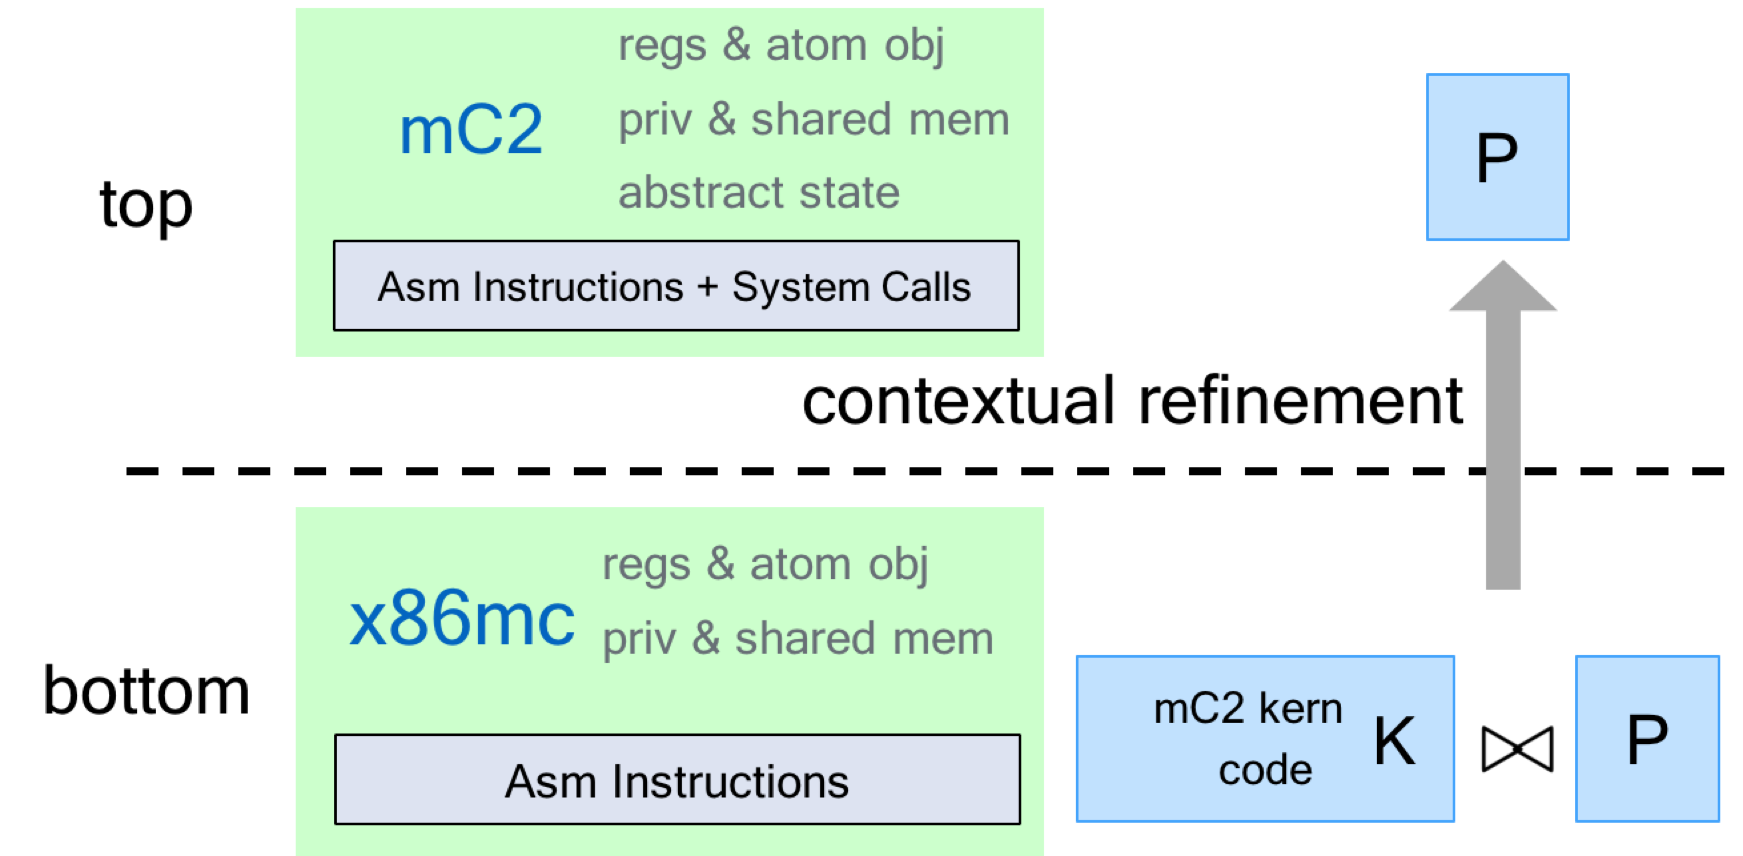 regs & atom obj
mC2
priv & shared mem
abstract state
top
P
Asm Instructions + System Calls
contextual refinement
regs & atom obj
x86mc
priv & shared mem
bottom
mC2 kern
code
K
⋈
P
Asm Instructions